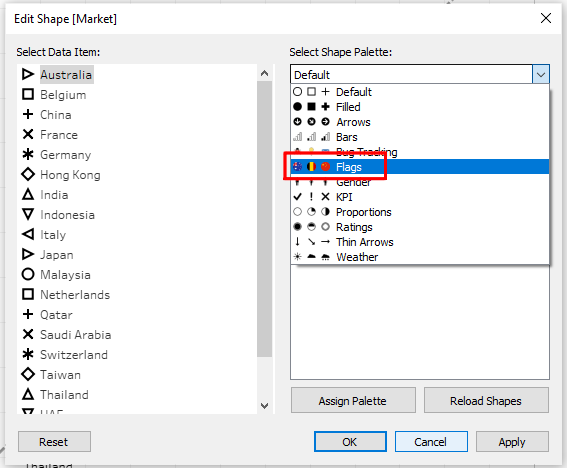 Edit Shape [Market]
Select Data Item:
Australia
Belgium
China
France
Germany
Hong Kong
India
Indonesia
Italy
Japan
Malaysia
Netherlands
Qatar
Saudi Arabia
Switzerland
Taiwan
Thailand
UAE
Select Shape Palette:
Default
Default
Filled
Arrows
Bars
Bug Tracking
Flags
Gender
KPI
Proportions
Ratings
Thin Arrows
Weather
Assign Palette
Reload Shapes
Reset
OK
Cancel
Apply
Thailand